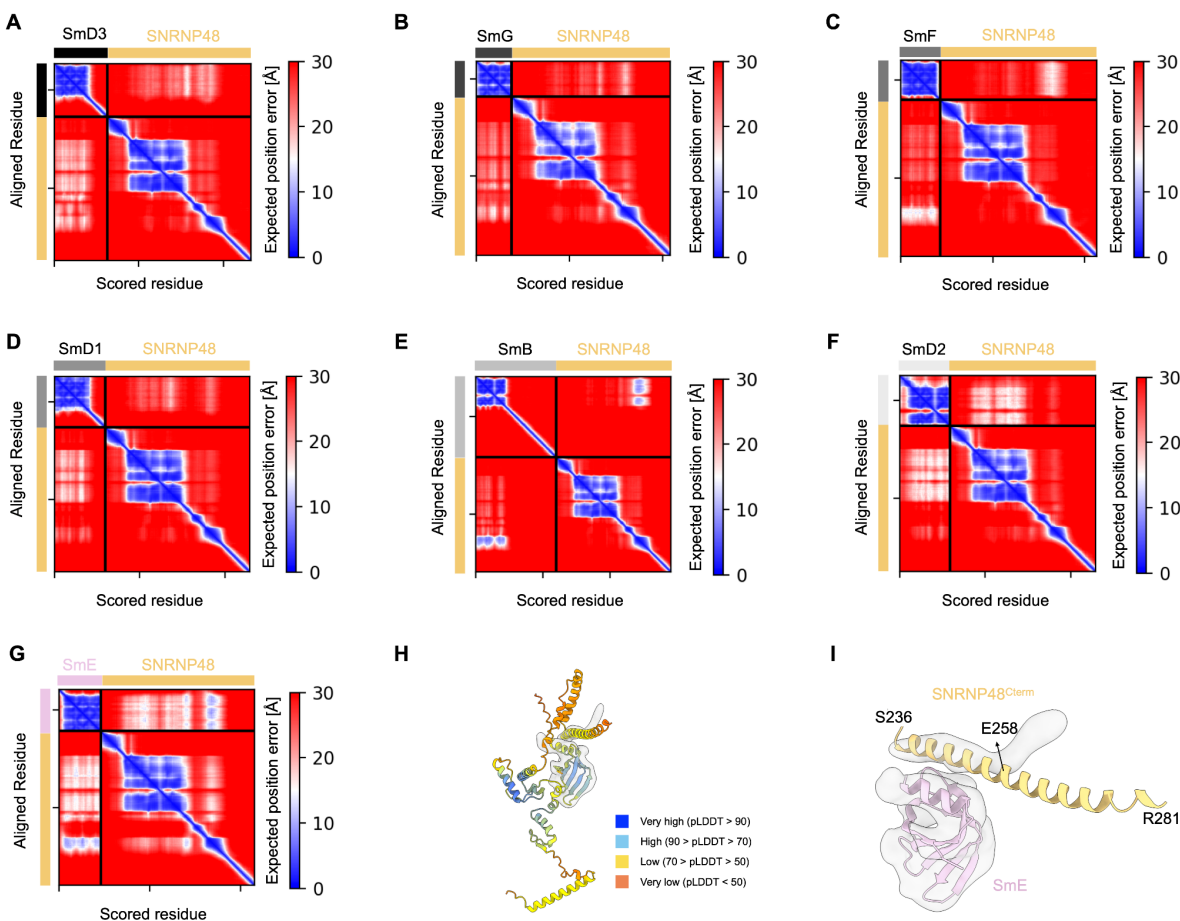 A
SmD3
SNRNP48
Aligned Residue
Scored residue
30
20
10
0
Expected position error [Å]
B
SmG
SNRNP48
Aligned Residue
Scored residue
30
20
10
0
Expected position error [Å]
C
SmF
SNRNP48
Aligned Residue
Scored residue
30
20
10
0
Expected position error [Å]
D
SmD1
SNRNP48
Aligned Residue
Scored residue
30
20
10
0
Expected position error [Å]
E
SmB
SNRNP48
Aligned Residue
Scored residue
30
20
10
0
Expected position error [Å]
F
SmD2
SNRNP48
Aligned Residue
Scored residue
30
20
10
0
Expected position error [Å]
G
SmE
SNRNP48
Aligned Residue
Scored residue
30
20
10
0
Expected position error [Å]
H
Very high (pLDDT > 90)
High (90 > pLDDT > 70)
Low (70 > pLDDT > 50)
Very low (pLDDT < 50)
I
SNRNP48Cterm
S236
E258
R281
SmE